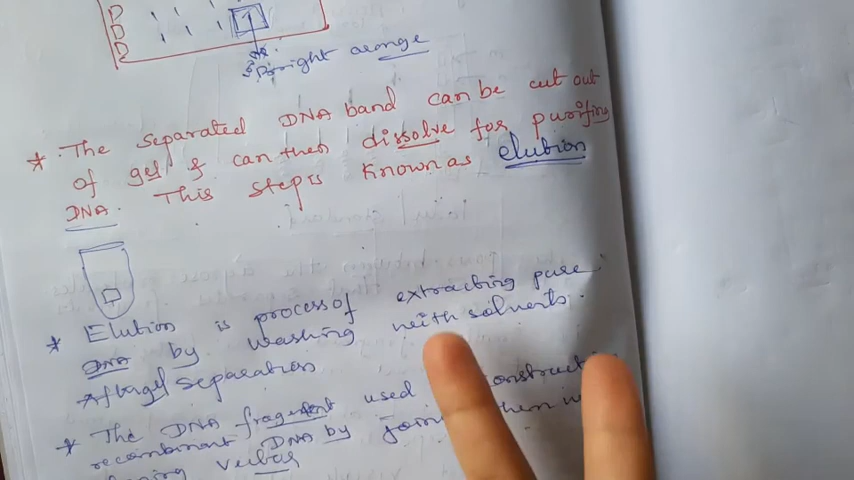 D
D
D
Bright orange
* The separated DNA band can be cut out
of gel & can then dissolve for purifing
DNA. This step is known as elution
* Elution is process of extracting pure
DNA by washing with solvents.
After gel separation
* The DNA fragment used
recombinant DNA by